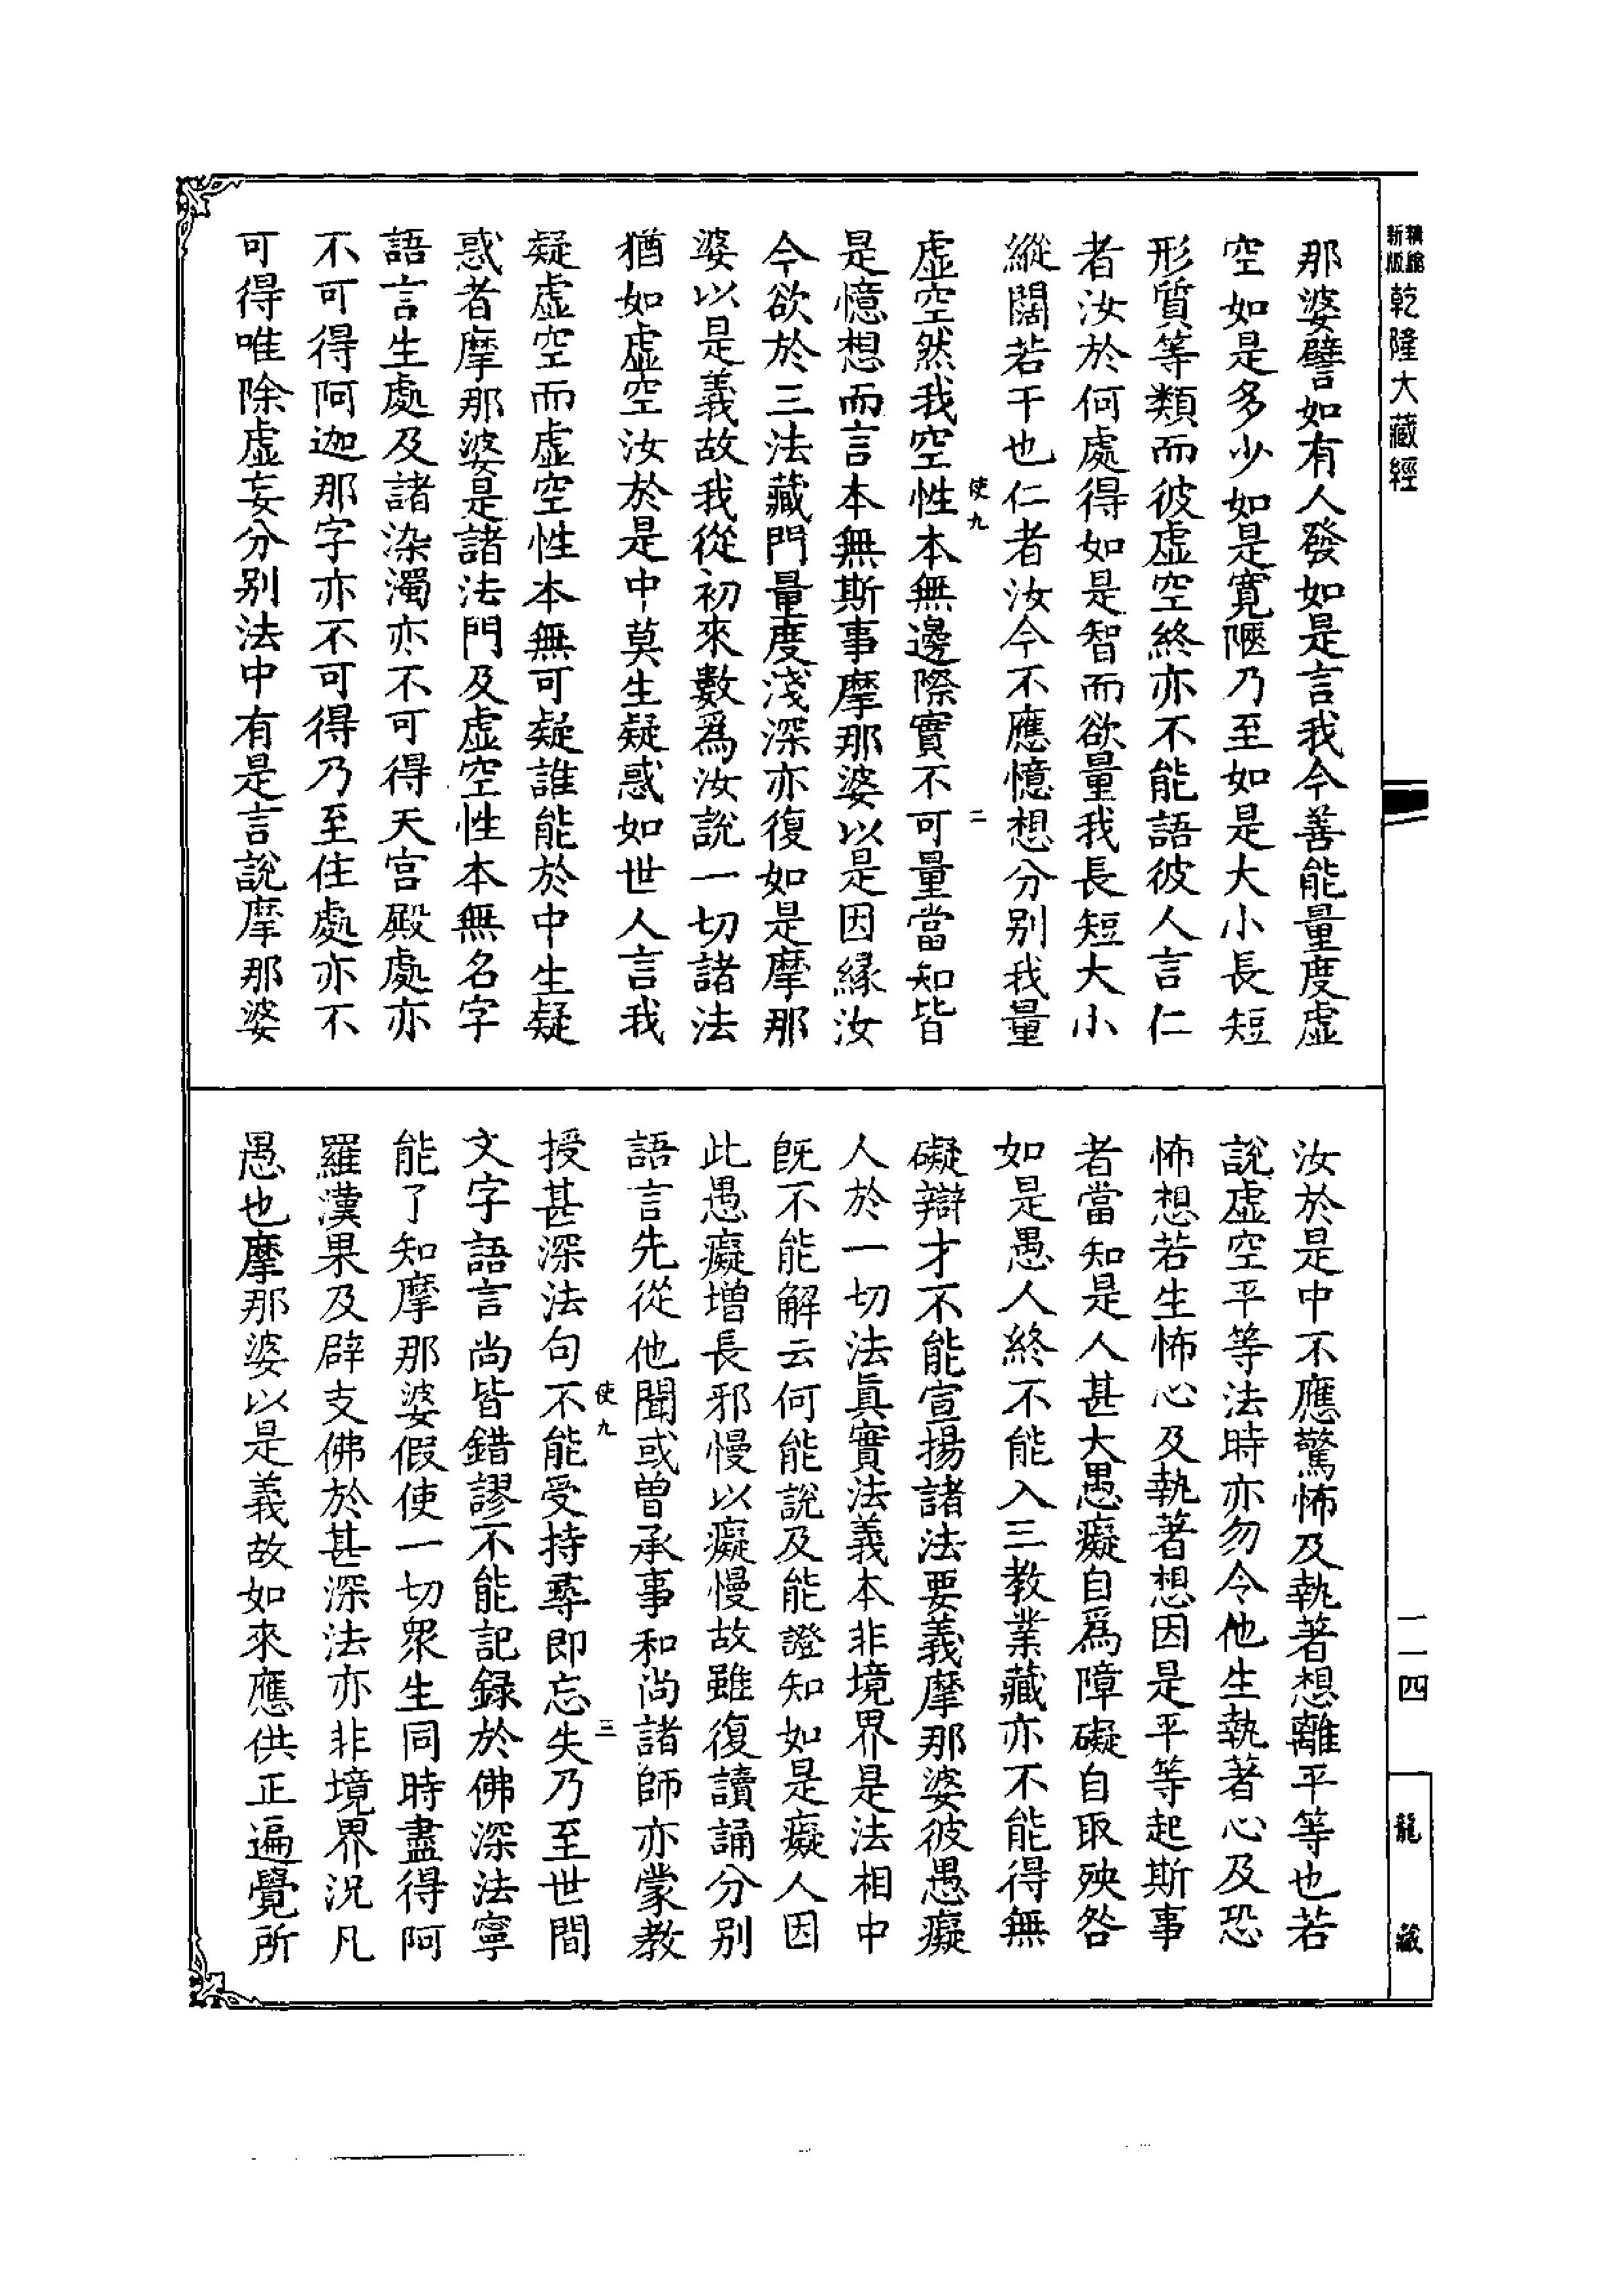 新版精縮乾隆大藏經
那婆譬如有人發如是言我今善能量度虛
空如是多少如是寬陿乃至如是大小長短
形質等類而彼虛空終亦不能語彼人言仁
者汝於何處得如是智而欲量我長短大小
縱闊若干也仁者汝今不應憶想分别我量
使九 二
虛空然我空性本無邊際實不可量當知皆
是憶想而言本無斯事摩那婆以是因緣汝
今欲於三法藏門量度淺深亦復如是摩那
婆以是義故我從初來數爲汝說一切諸法
猶如虛空汝於是中莫生疑惑如世人言我
疑虛空而虛空性本無可疑誰能於中生疑
惑者摩那婆是諸法門及虛空性本無名字
語言生處及諸染濁亦不可得天宮殿處亦
不可得阿迦那字亦不可得乃至住處亦不
可得唯除虛妄分别法中有是言說摩那婆
汝於是中不應驚怖及執著想離平等也若
說虛空平等法時亦勿令他生執著心及恐
怖想若生怖心及執著想因是平等起斯事
者當知是人甚大愚癡自爲障礙自取殃咎
如是愚人終不能入三教業藏亦不能得無
礙辯才不能宣揚諸法要義摩那婆彼愚癡
人於一切法眞實法義本非境界是法相中
旣不能解云何能說及能證知如是癡人因
此愚癡增長邪慢以癡慢故雖復讀誦分别
語言先從他聞或曾承事和尚諸師亦蒙教
使九 三
授甚深法句不能受持尋即忘失乃至世間
文字語言尚皆錯謬不能記録於佛深法寧
能了知摩那婆假使一切衆生同時盡得阿
羅漢果及辟支佛於甚深法亦非境界況凡
愚也摩那婆以是義故如來應供正遍覺所
一一四
龍藏